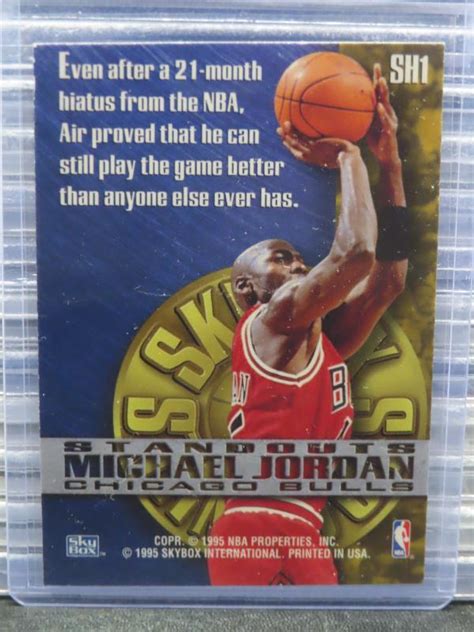 Even after a 21-month
hiatus from the NBA,
Air proved that he can
still play the game better
than anyone else ever has.
SH1
STANDOUTS
MICHAEL JORDAN
CHICAGO BULLS
SkyBox™
COPR. © 1995 NBA PROPERTIES, INC.
© 1995 SKYBOX INTERNATIONAL. PRINTED IN USA.
NBA